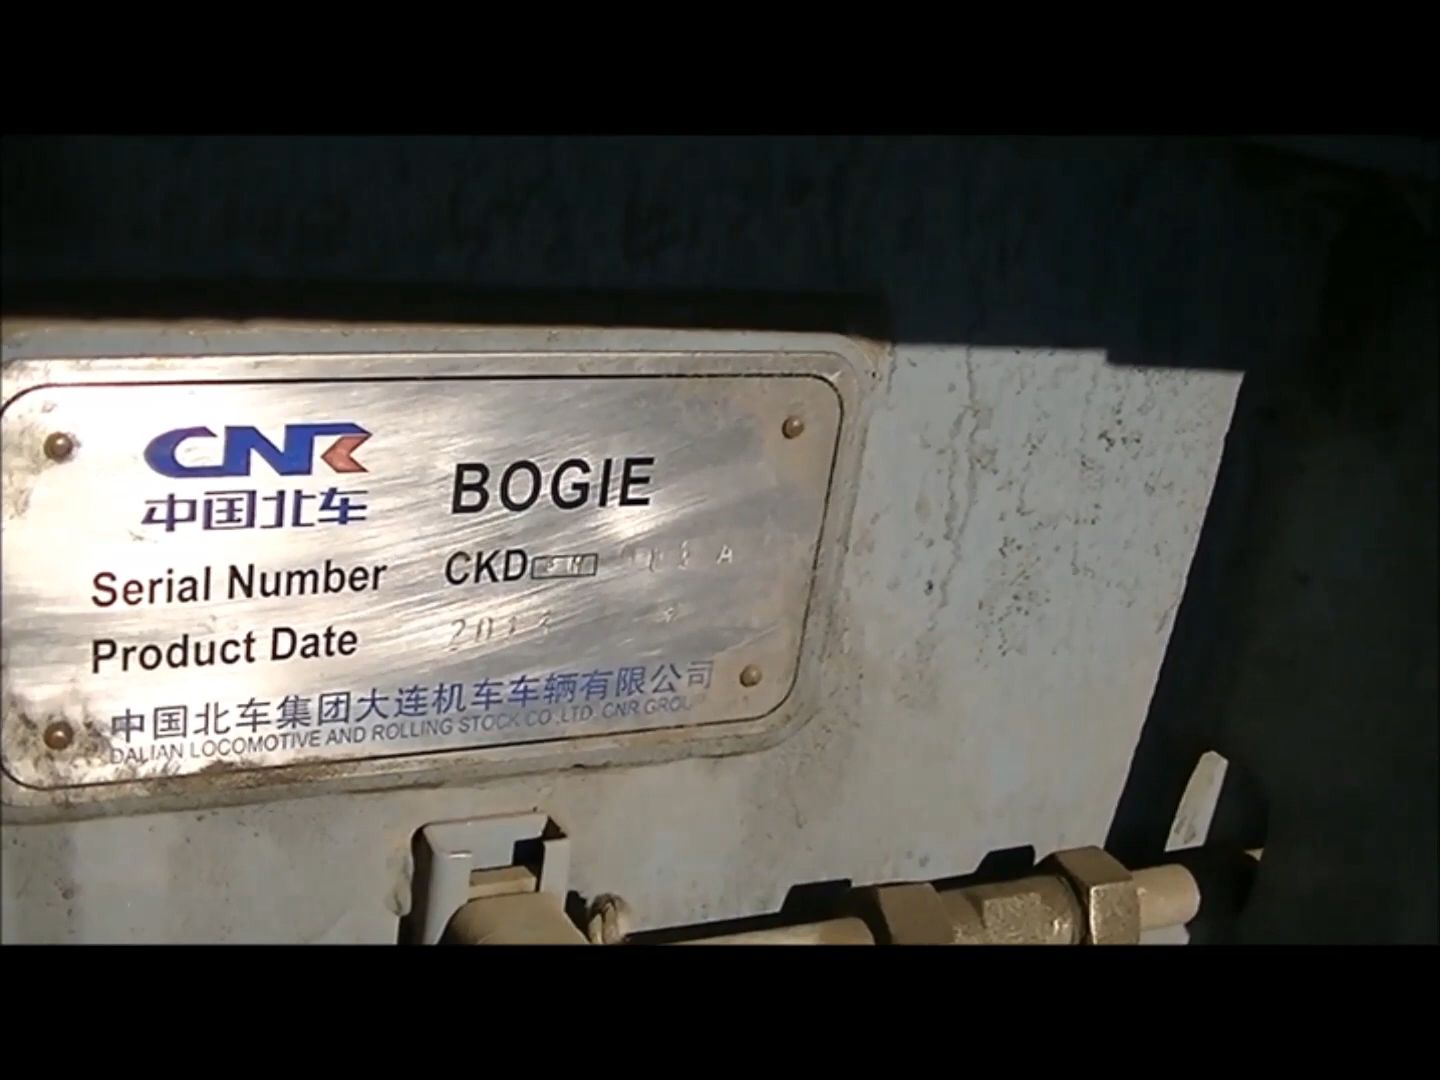 CNR
中国北车
BOGIE
Serial Number CKD
Product Date
中国北车集团大连机车车辆有限公司
DALIAN LOCOMOTIVE AND ROLLING STOCK CO.,LTD. CNR GROUP